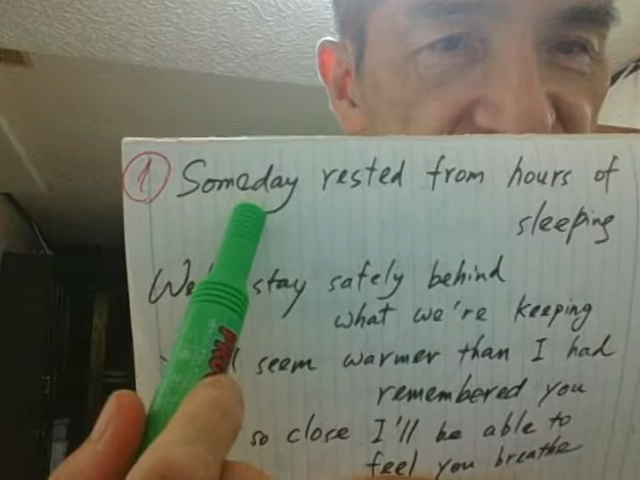 ① Someday rested from hours of
sleeping
We' stay safely behind
what we're keeping
seem warmer than I had
remembered you
so close I'll be able to
feel you breathe